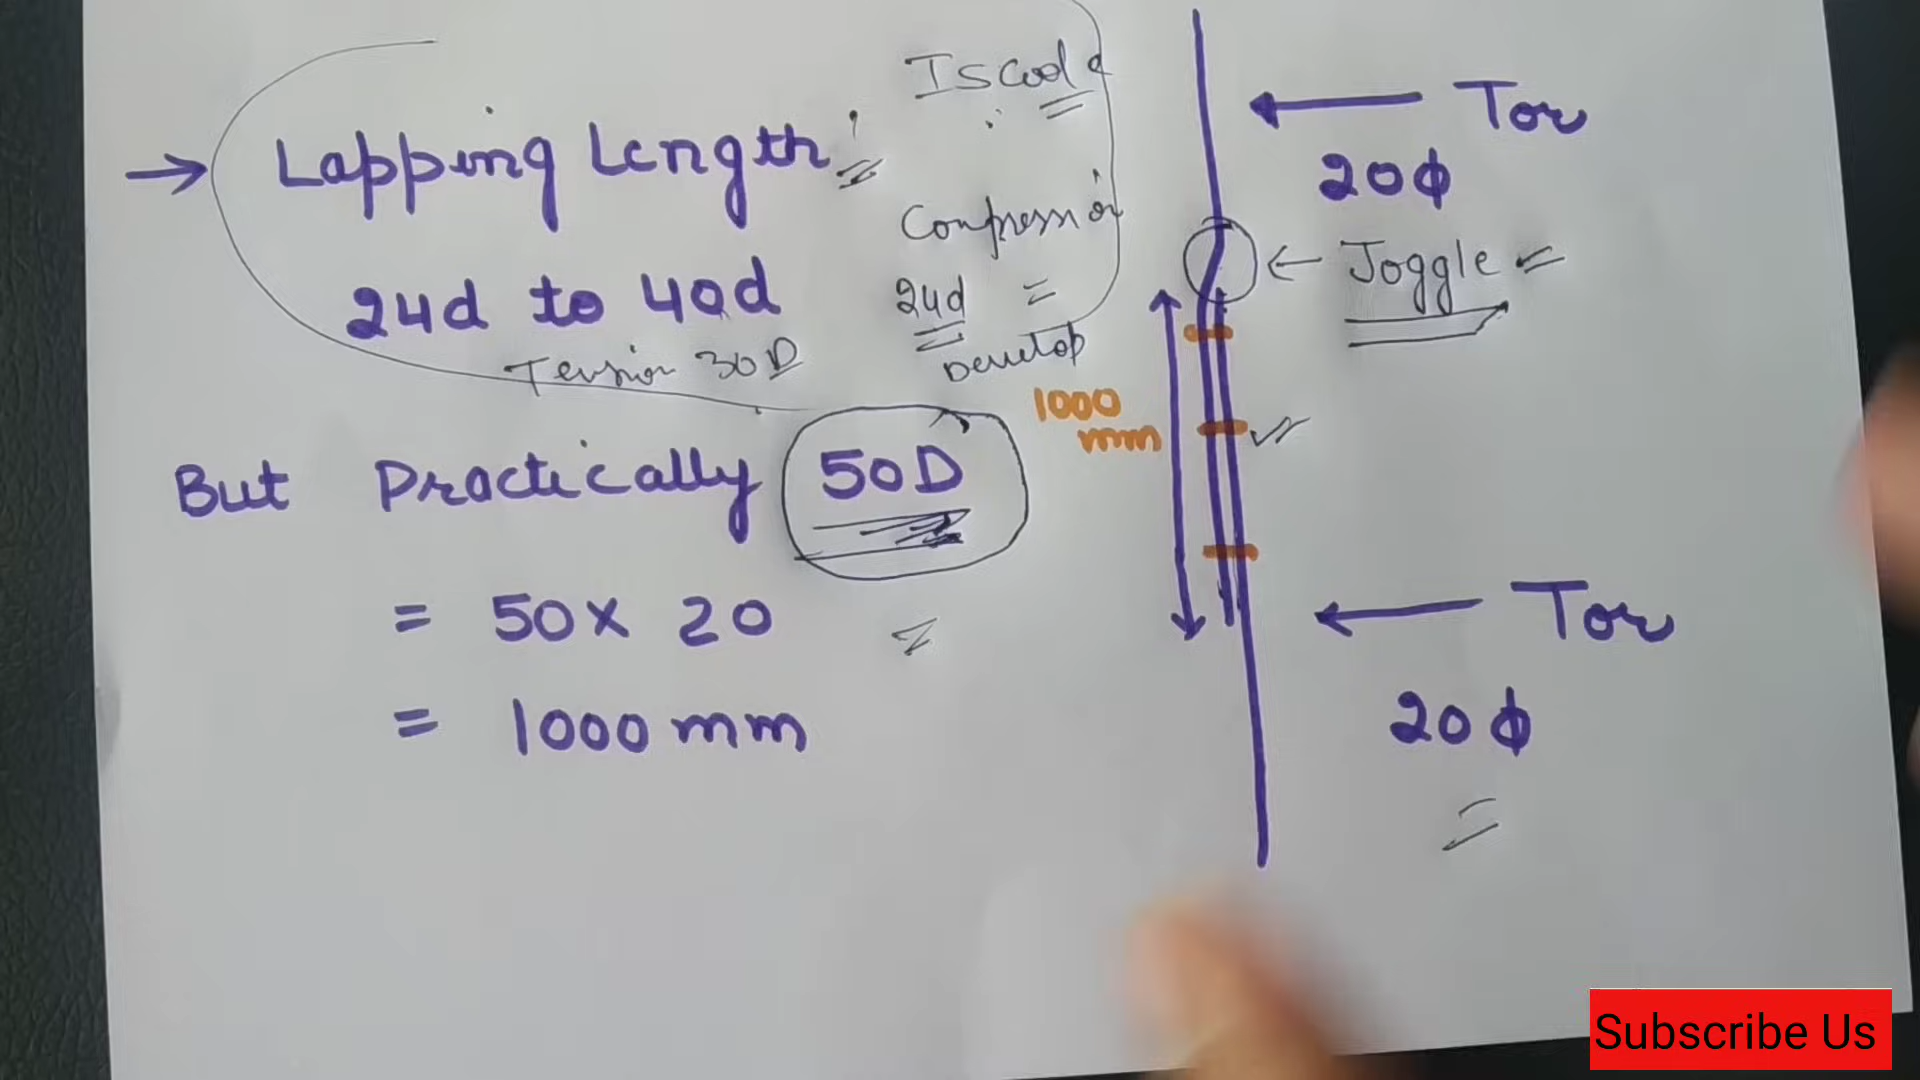 → Lapping Length:
IS Code
Compression
24d to 40d
24d =
Tension 30D
Develop
But Practically 50D
= 50 x 20
= 1000 mm
← Tor
20ϕ
← Joggle
1000
mm
← Tor
20ϕ
Subscribe Us